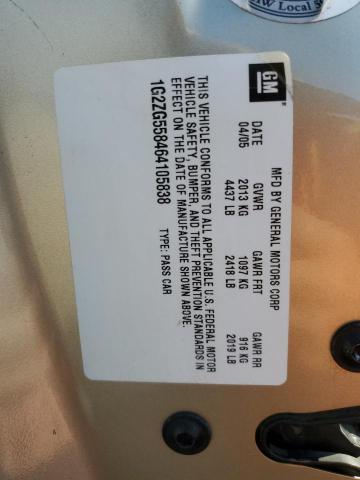 W Local S
GM
MFD BY GENERAL MOTORS CORP
DATE GVWR GAWR FRT GAWR RR
04/05 2013 KG 1097 KG 916 KG
4437 LB 2418 LB 2019 LB
THIS VEHICLE CONFORMS TO ALL APPLICABLE U.S. FEDERAL MOTOR
VEHICLE SAFETY, BUMPER, AND THEFT PREVENTION STANDARDS IN
EFFECT ON THE DATE OF MANUFACTURE SHOWN ABOVE.
1G2ZG558464105838 TYPE: PASS CAR